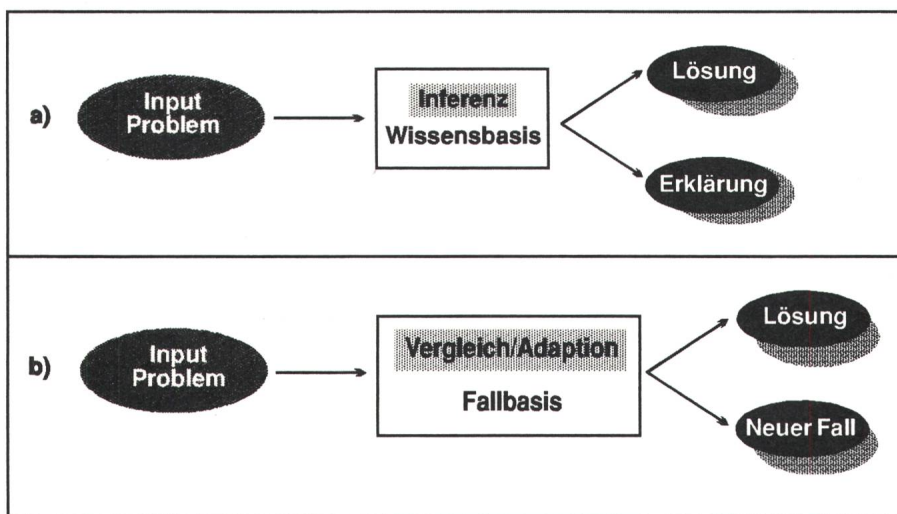 a)
Input
Problem
Inferenz
Wissensbasis
Lösung
Erklärung
b)
Input
Problem
Vergleich/Adaption
Fallbasis
Lösung
Neuer Fall